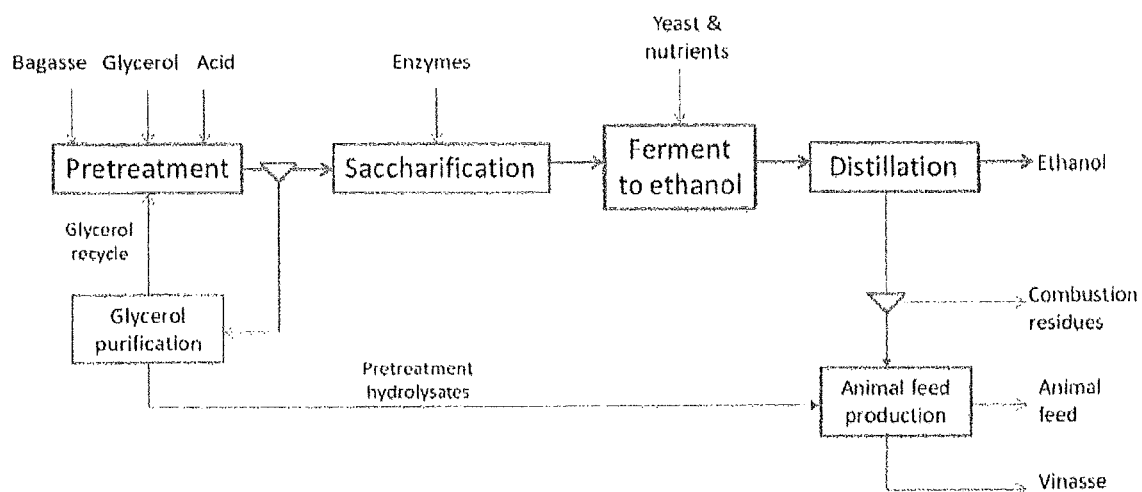 Yeast &
nutrients
Bagasse Glycerol Acid
Enzymes
Pretreatment
Saccharification
Ferment
to ethanol
Distillation
Ethanol
Glycerol
recycle
Glycerol
purification
Combustion
residues
Pretreatment
hydrolysates
Animal feed
production
Animal
feed
Vinasse